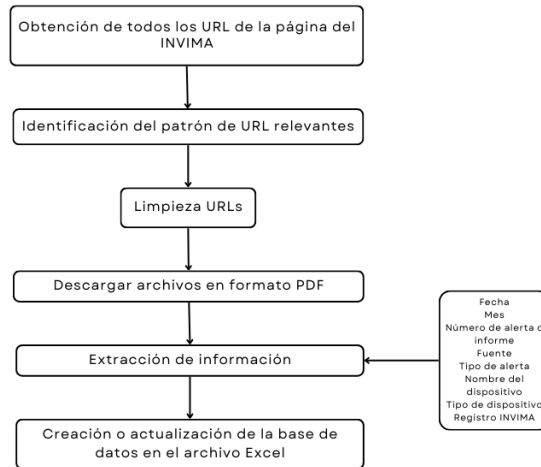 Obtención de todos los URL de la página del
INVIMA
Identificación del patrón de URL relevantes
Limpieza URLs
Descargar archivos en formato PDF
Extracción de información
Fecha
Mes
Número de alerta o
informe
Fuente
Tipo de alerta
Nombre del
dispositivo
Tipo de dispositivo
Registro INVIMA
Creación o actualización de la base de
datos en el archivo Excel